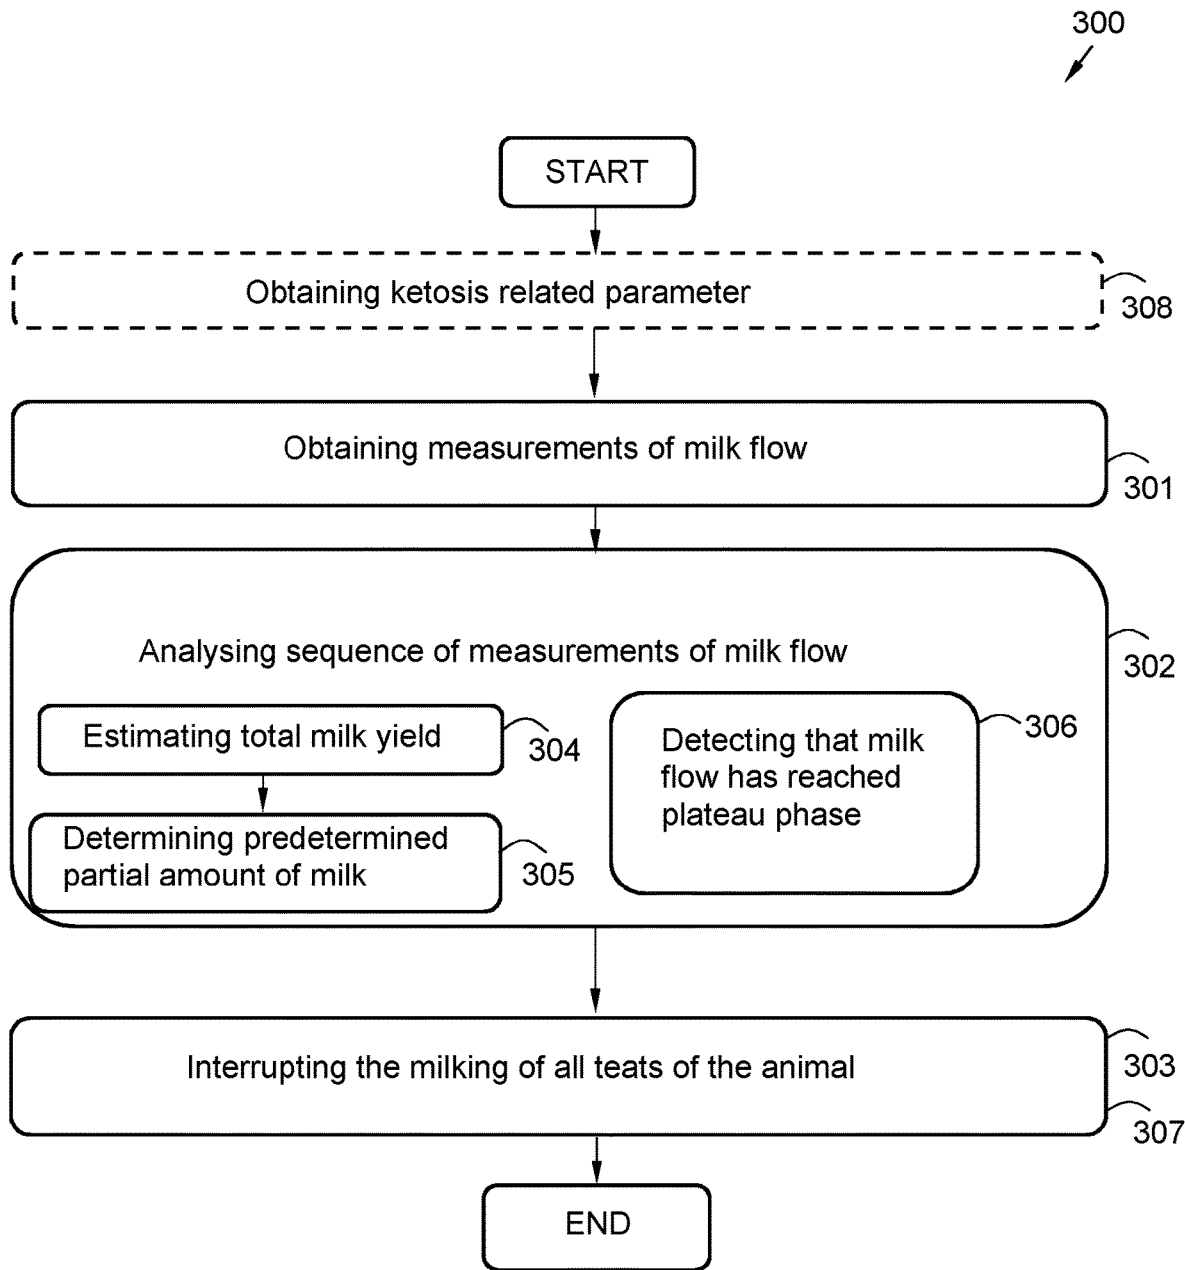 300
START
Obtaining ketosis related parameter
308
Obtaining measurements of milk flow
301
Analysing sequence of measurements of milk flow
302
Estimating total milk yield
304
Determining predetermined
partial amount of milk
305
Detecting that milk
flow has reached
plateau phase
306
Interrupting the milking of all teats of the animal
303
307
END